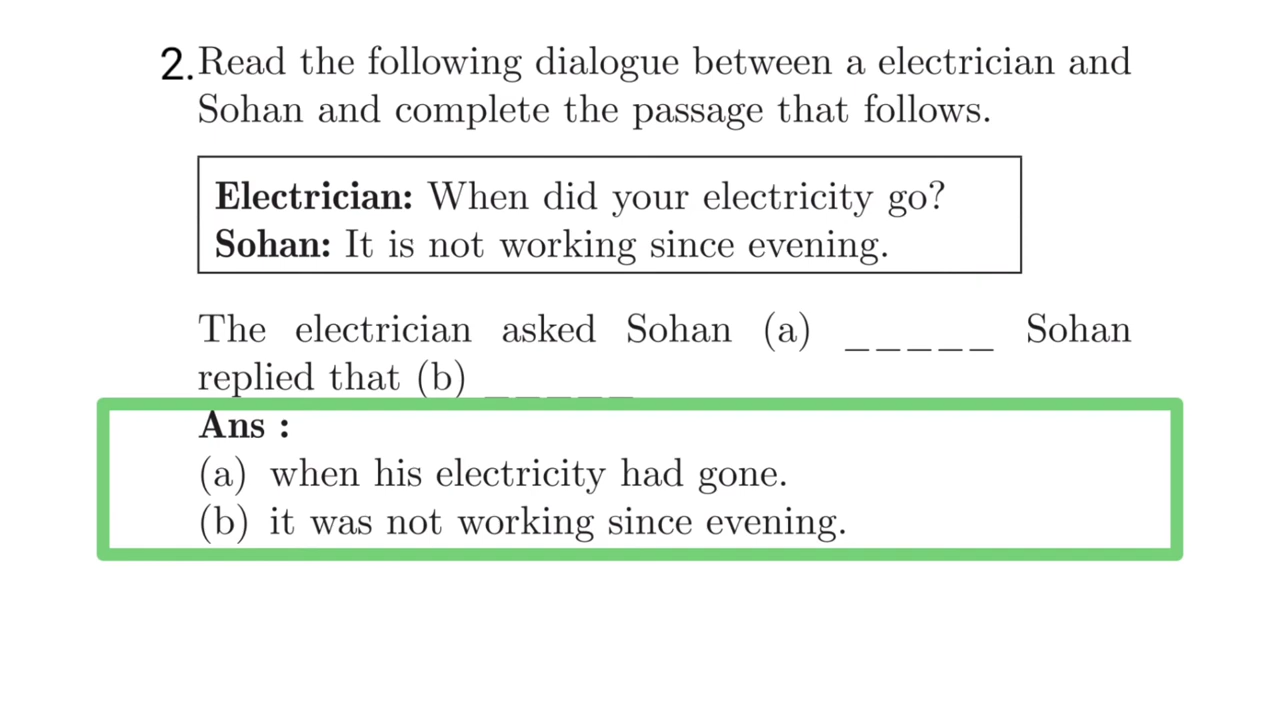 2. Read the following dialogue between a electrician and
Sohan and complete the passage that follows.
Electrician: When did your electricity go?
Sohan: It is not working since evening.
The electrician asked Sohan (a) _ _ _ _ _ Sohan
replied that (b) _ _ _ _ _
Ans :
(a) when his electricity had gone.
(b) it was not working since evening.